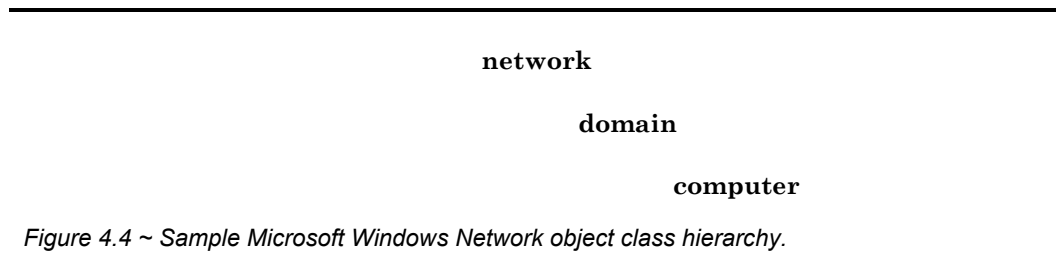 network
domain
computer
Figure 4.4 ~ Sample Microsoft Windows Network object class hierarchy.